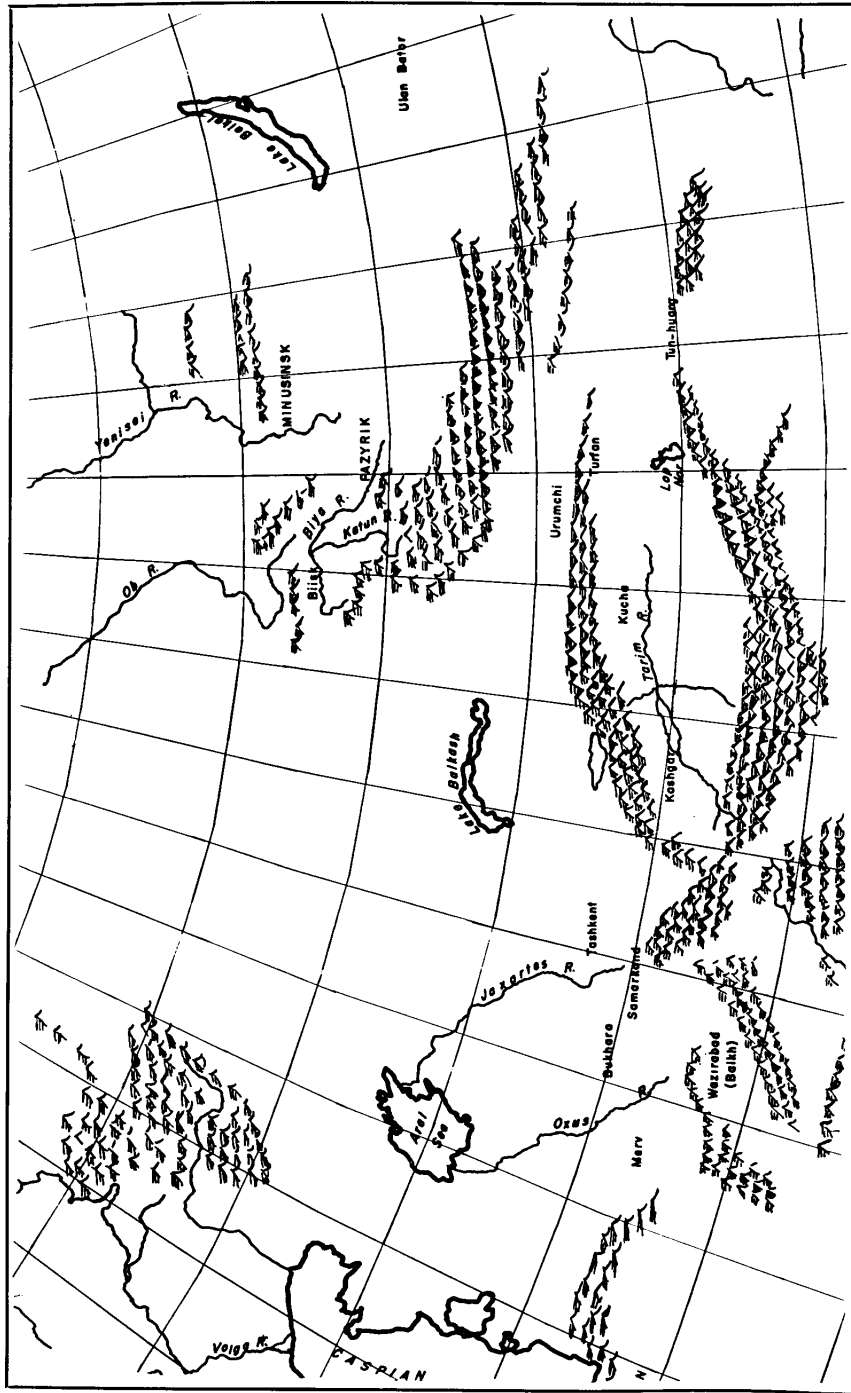 Yenisei
R.
Ob R.
Lake Baikal
Volga R.
MINUSINSK
Biya R.
Biisk
PAZYRIK
Katun R.
CASPIAN
Ulan Bator
Aral
Sea
Lake Balkash
Jaxartes
R.
Oxus
R.
Urumchi
Turfan
Tashkent
Bukhara
Samarkand
Kucha
Merv
Tarim R.
Kashgar
Lop
Nor
Tun-huang
Wazirabad
(Balkh)
N